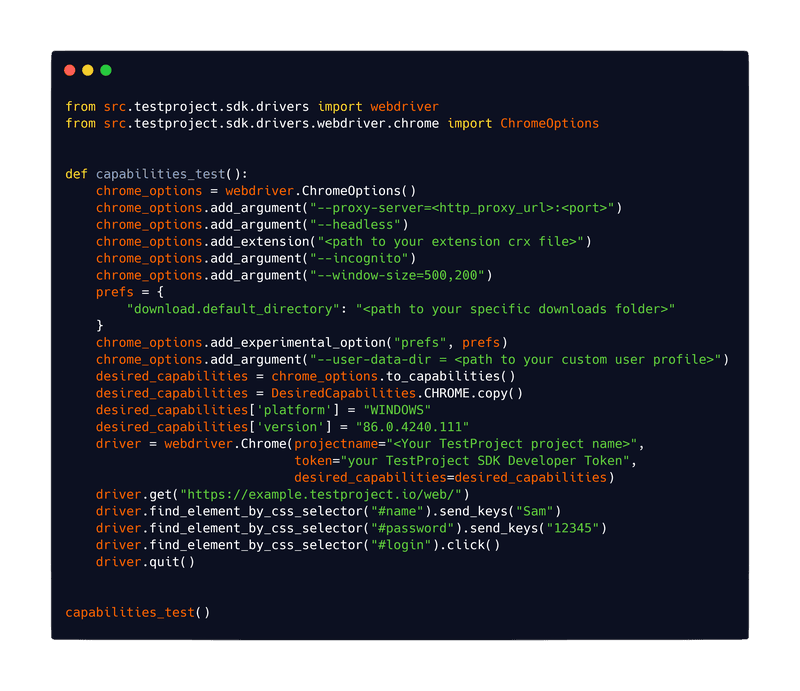 from src.testproject.sdk.drivers import webdriver
from src.testproject.sdk.drivers.webdriver.chrome import ChromeOptions
def capabilities_test():
    chrome_options = webdriver.ChromeOptions()
    chrome_options.add_argument("--proxy-server=<http_proxy_url>:<port>")
    chrome_options.add_argument("--headless")
    chrome_options.add_extension("<path to your extension crx file>")
    chrome_options.add_argument("--incognito")
    chrome_options.add_argument("--window-size=500,200")
    prefs = {
        "download.default_directory": "<path to your specific downloads folder>"
    }
    chrome_options.add_experimental_option("prefs", prefs)
    chrome_options.add_argument("--user-data-dir = <path to your custom user profile>")
    desired_capabilities = chrome_options.to_capabilities()
    desired_capabilities = DesiredCapabilities.CHROME.copy()
    desired_capabilities['platform'] = "WINDOWS"
    desired_capabilities['version'] = "86.0.4240.111"
    driver = webdriver.Chrome(projectname="<Your TestProject project name>",
                              token="your TestProject SDK Developer Token",
                              desired_capabilities=desired_capabilities)
    driver.get("https://example.testproject.io/web/")
    driver.find_element_by_css_selector("#name").send_keys("Sam")
    driver.find_element_by_css_selector("#password").send_keys("12345")
    driver.find_element_by_css_selector("#login").click()
    driver.quit()
capabilities_test()